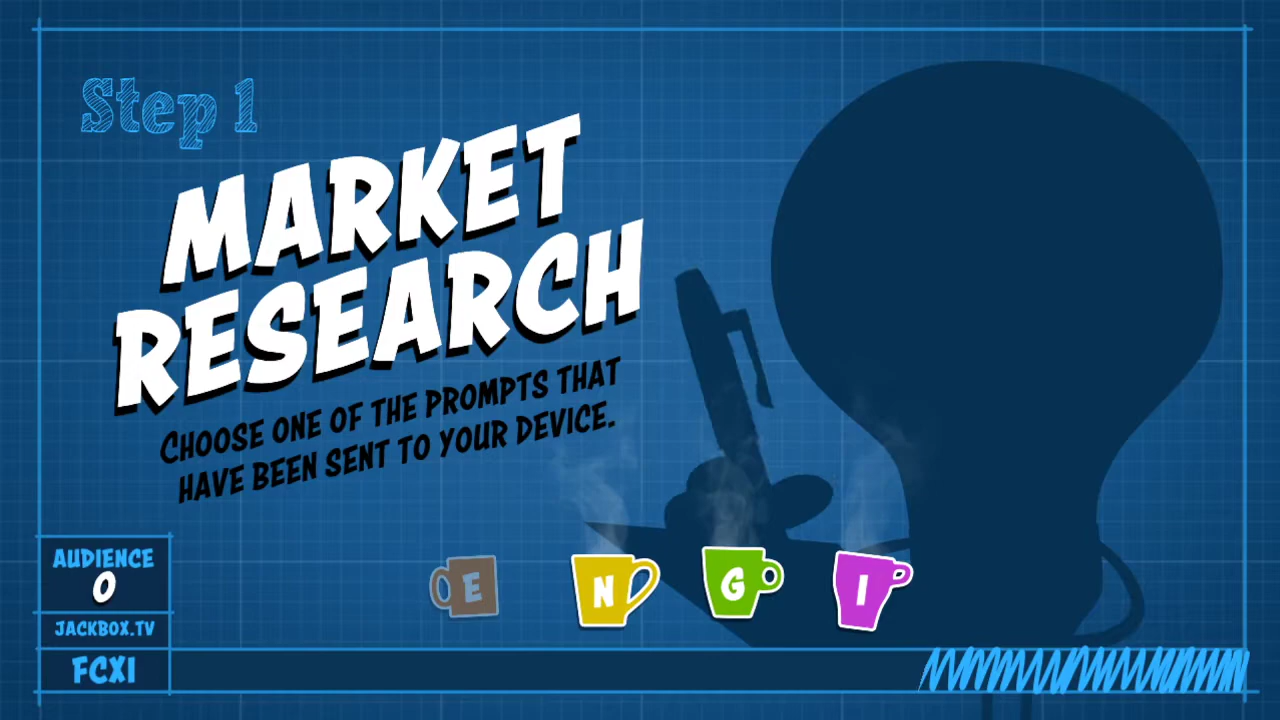 Step 1
MARKET
RESEARCH
CHOOSE ONE OF THE PROMPTS THAT
HAVE BEEN SENT TO YOUR DEVICE.
AUDIENCE
0
JACKBOX.TV
FCXI
E N G I